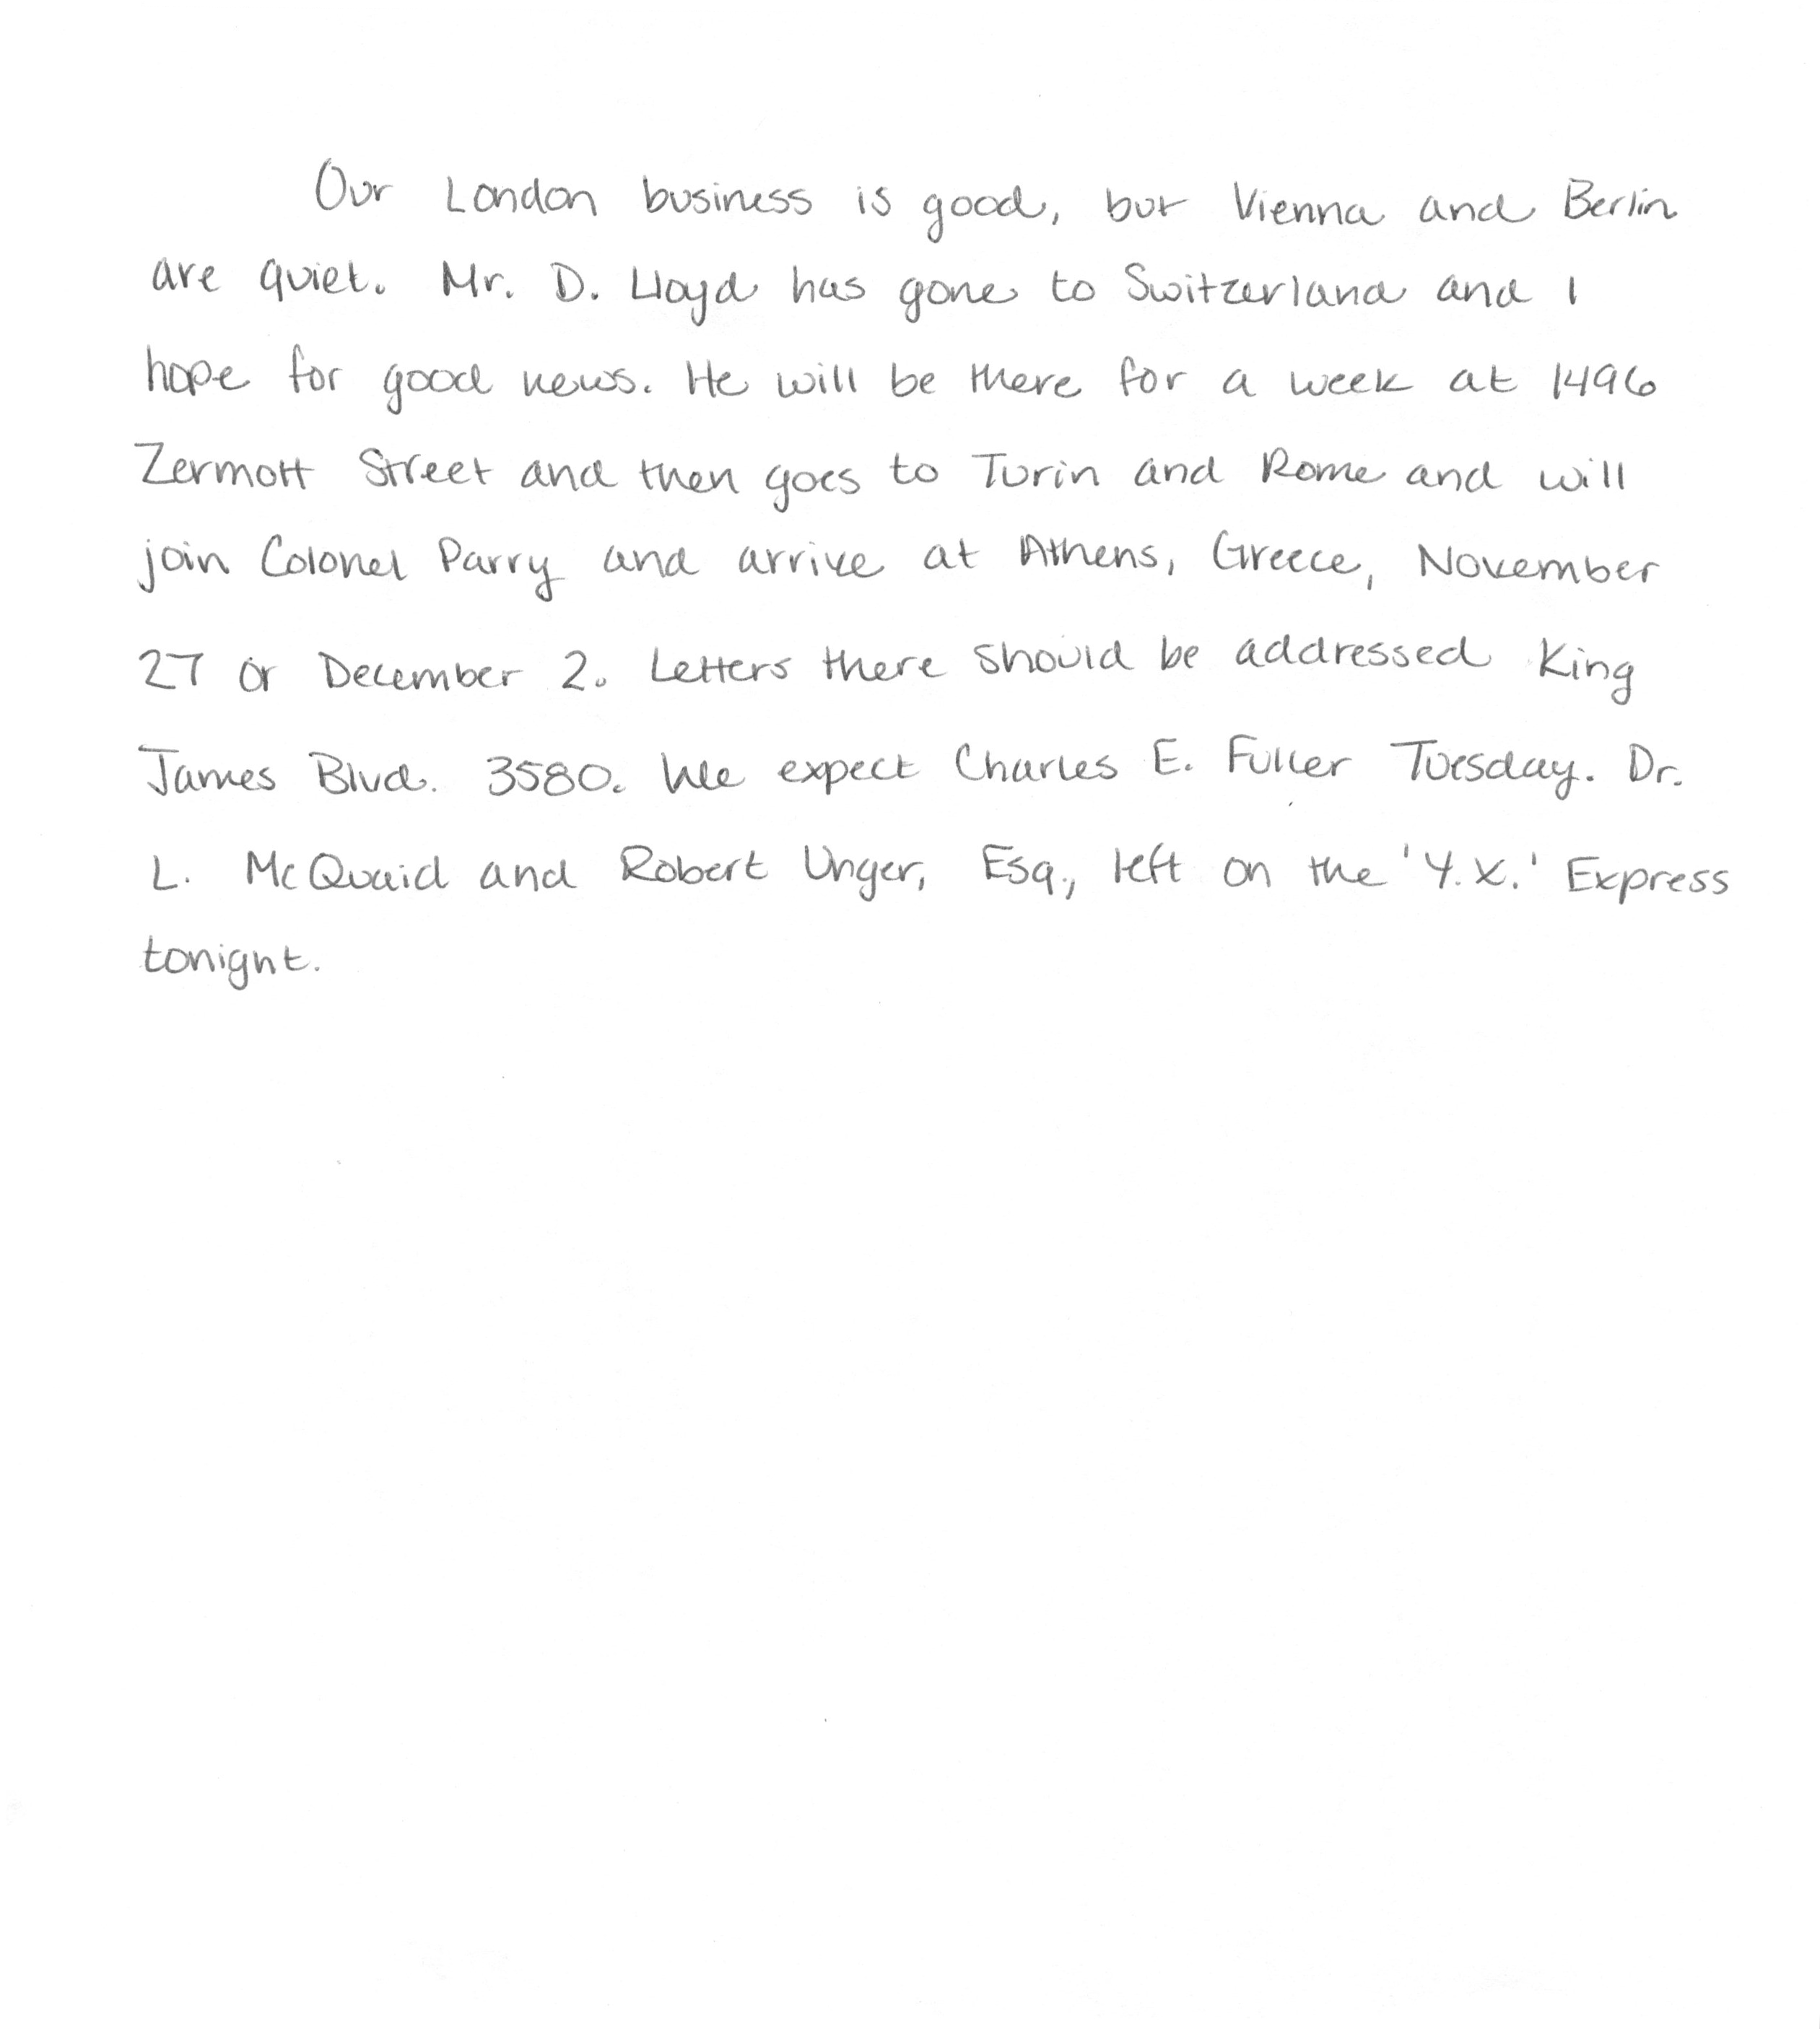 Our London business is good, but Vienna and Berlin
are quiet. Mr. D. Lloyd has gone to Switzerland and I
hope for good news. He will be there for a week at 1496
Zermott Street and then goes to Turin and Rome and will
join Colonel Parry and arrive at Athens, Greece, November
27 or December 2. Letters there should be addressed King
James Blvd. 3580. We expect Charles E. Fuller Tuesday. Dr.
L. McQuaid and Robert Unger, Esq., left on the 'Y.X.' Express
tonight.